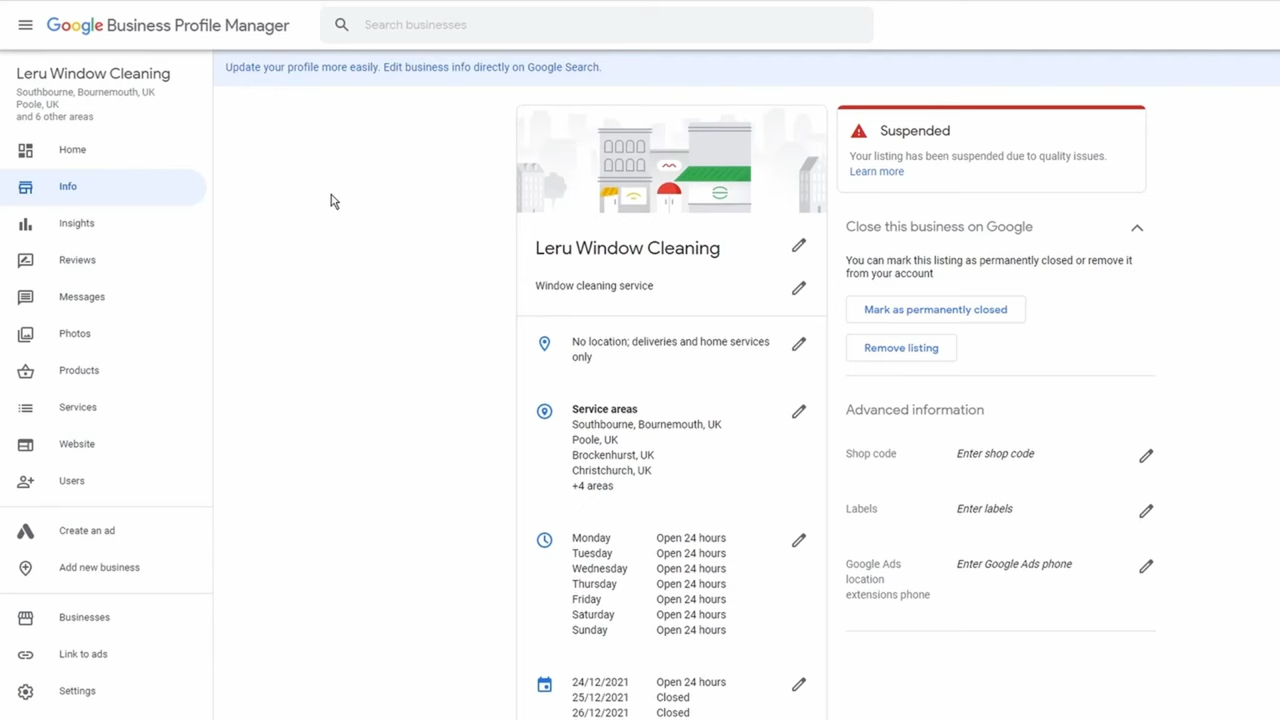 Google Business Profile Manager
Search businesses
Leru Window Cleaning
Southbourne, Bournemouth, UK
Poole, UK
and 6 other areas
Home
Info
Insights
Reviews
Messages
Photos
Products
Services
Website
Users
Create an ad
Add new business
Businesses
Link to ads
Settings
Update your profile more easily. Edit business info directly on Google Search.
Leru Window Cleaning
Window cleaning service
No location; deliveries and home services
only
Service areas
Southbourne, Bournemouth, UK
Poole, UK
Brockenhurst, UK
Christchurch, UK
+4 areas
Monday Open 24 hours
Tuesday Open 24 hours
Wednesday Open 24 hours
Thursday Open 24 hours
Friday Open 24 hours
Saturday Open 24 hours
Sunday Open 24 hours
24/12/2021 Open 24 hours
25/12/2021 Closed
26/12/2021 Closed
Suspended
Your listing has been suspended due to quality issues.
Learn more
Close this business on Google
You can mark this listing as permanently closed or remove it
from your account
Mark as permanently closed
Remove listing
Advanced information
Shop code Enter shop code
Labels Enter labels
Google Ads Enter Google Ads phone
location
extensions phone